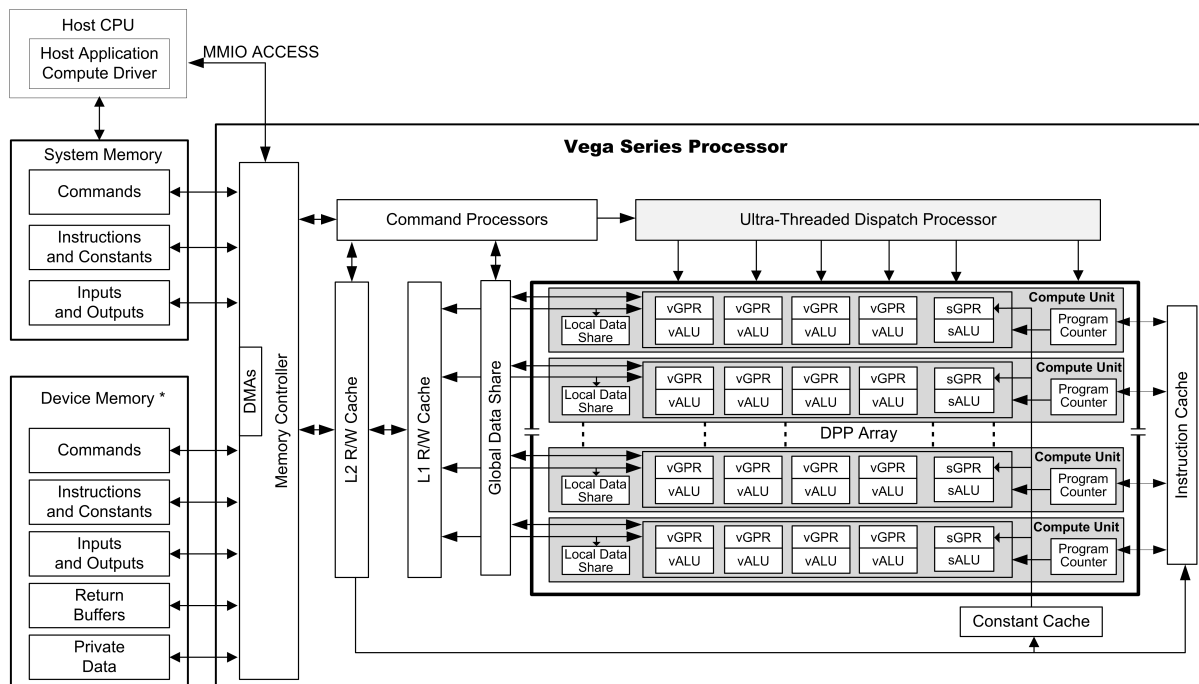 Host CPU
Host Application
Compute Driver
MMIO ACCESS
System Memory
Commands
Instructions
and Constants
Inputs
and Outputs
Device Memory *
Commands
Instructions
and Constants
Inputs
and Outputs
Return
Buffers
Private
Data
Vega Series Processor
DMAs
Memory Controller
Command Processors
Ultra-Threaded Dispatch Processor
L2 R/W Cache
L1 R/W Cache
Global Data Share
Compute Unit
Local Data
Share
vGPR vGPR vGPR vGPR sGPR
vALU vALU vALU vALU sALU
Program
Counter
Compute Unit
Local Data
Share
vGPR vGPR vGPR vGPR sGPR
vALU vALU vALU vALU sALU
Program
Counter
DPP Array
Compute Unit
Local Data
Share
vGPR vGPR vGPR vGPR sGPR
vALU vALU vALU vALU sALU
Program
Counter
Compute Unit
Local Data
Share
vGPR vGPR vGPR vGPR sGPR
vALU vALU vALU vALU sALU
Program
Counter
Instruction Cache
Constant Cache